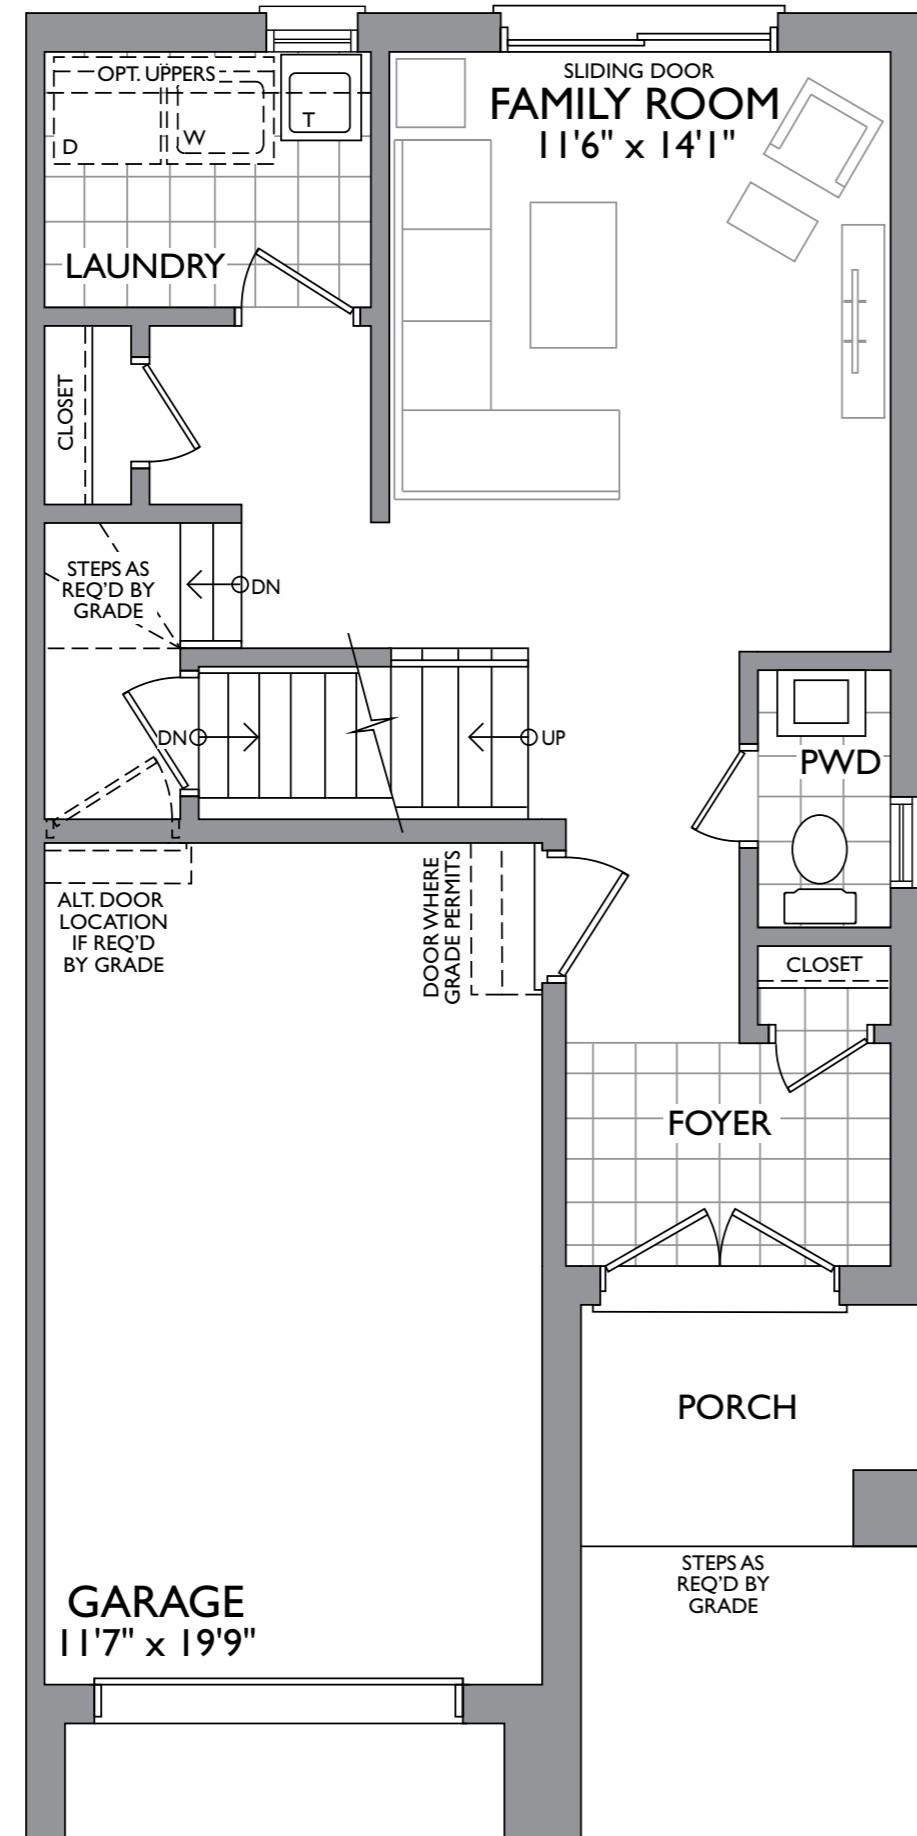 OPT. UPPERS
D
W
T
LAUNDRY
SLIDING DOOR
FAMILY ROOM
11'6" x 14'1"
CLOSET
STEPS AS
REQ'D BY
GRADE
DN
DN
UP
PWD
ALT. DOOR
LOCATION
IF REQ'D
BY GRADE
DOOR WHERE
GRADE PERMITS
CLOSET
FOYER
PORCH
STEPS AS
REQ'D BY
GRADE
GARAGE
11'7" x 19'9"